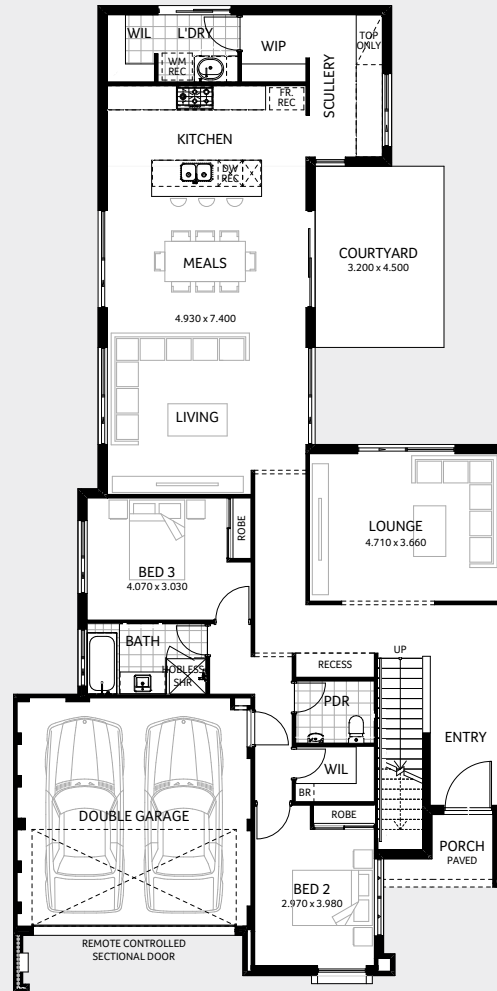 WIL
L'DRY
WIP
TOP
ONLY
WM
REC
SCULLERY
FR.
REC
KITCHEN
DW
REC
COURTYARD
3.200 x 4.500
MEALS
4.930 x 7.400
LIVING
ROBE
LOUNGE
4.710 x 3.660
BED 3
4.070 x 3.030
BATH
HOBLESS
SHR
RECESS
UP
PDR
ENTRY
WIL
BR
DOUBLE GARAGE
ROBE
PORCH
PAVED
BED 2
2.970 x 3.980
REMOTE CONTROLLED
SECTIONAL DOOR